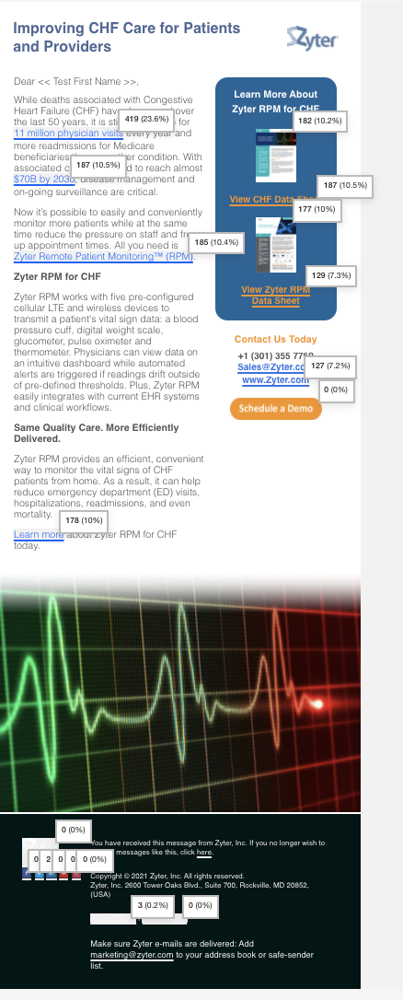 Improving CHF Care for Patients
and Providers
Zyter
Dear << Test First Name >>,
While deaths associated with Congestive
Heart Failure (CHF) have over
the last 50 years, it is for
419 (23.6%)
11 million physician visits every year and
more readmissions for Medicare
beneficiaries other condition. With
187 (10.5%)
associated to reach almost
$70B by 2030, disease management and
on-going surveillance are critical.
Now it's possible to easily and conveniently
monitor more patients while at the same
time reduce the pressure on staff and
up appointment times. All you need is
185 (10.4%)
Zyter Remote Patient Monitoring™ (RPM).
Zyter RPM for CHF
Zyter RPM works with five pre-configured
cellular LTE and wireless devices to
transmit a patient's vital sign data: a blood
pressure cuff, digital weight scale,
glucometer, pulse oximeter and
thermometer. Physicians can view data on
an intuitive dashboard while automated
alerts are triggered if readings drift outside
of pre-defined thresholds. Plus, Zyter RPM
easily integrates with current EHR systems
and clinical workflows.
Same Quality Care. More Efficiently
Delivered.
Zyter RPM provides an efficient, convenient
way to monitor the vital signs of CHF
patients from home. As a result, it can help
reduce emergency department (ED) visits,
hospitalizations, readmissions, and even
mortality.
178 (10%)
Learn more about Zyter RPM for CHF
today.
Learn More About
Zyter RPM for CHF
182 (10.2%)
187 (10.5%)
View CHF Data Sheet
177 (10%)
129 (7.3%)
View Zyter RPM
Data Sheet
Contact Us Today
+1 (301) 355 7760
127 (7.2%)
Sales@Zyter.com
www.Zyter.com
0 (0%)
Schedule a Demo
0 (0%)
You have received this message from Zyter, Inc. If you no longer wish to
messages like this, click here.
0 2 0 0 0 (0%)
Copyright © 2021 Zyter, Inc. All rights reserved.
Zyter, Inc. 2600 Tower Oaks Blvd., Suite 700, Rockville, MD 20852,
(USA)
3 (0.2%) 0 (0%)
Make sure Zyter e-mails are delivered: Add
marketing@zyter.com to your address book or safe-sender
list.